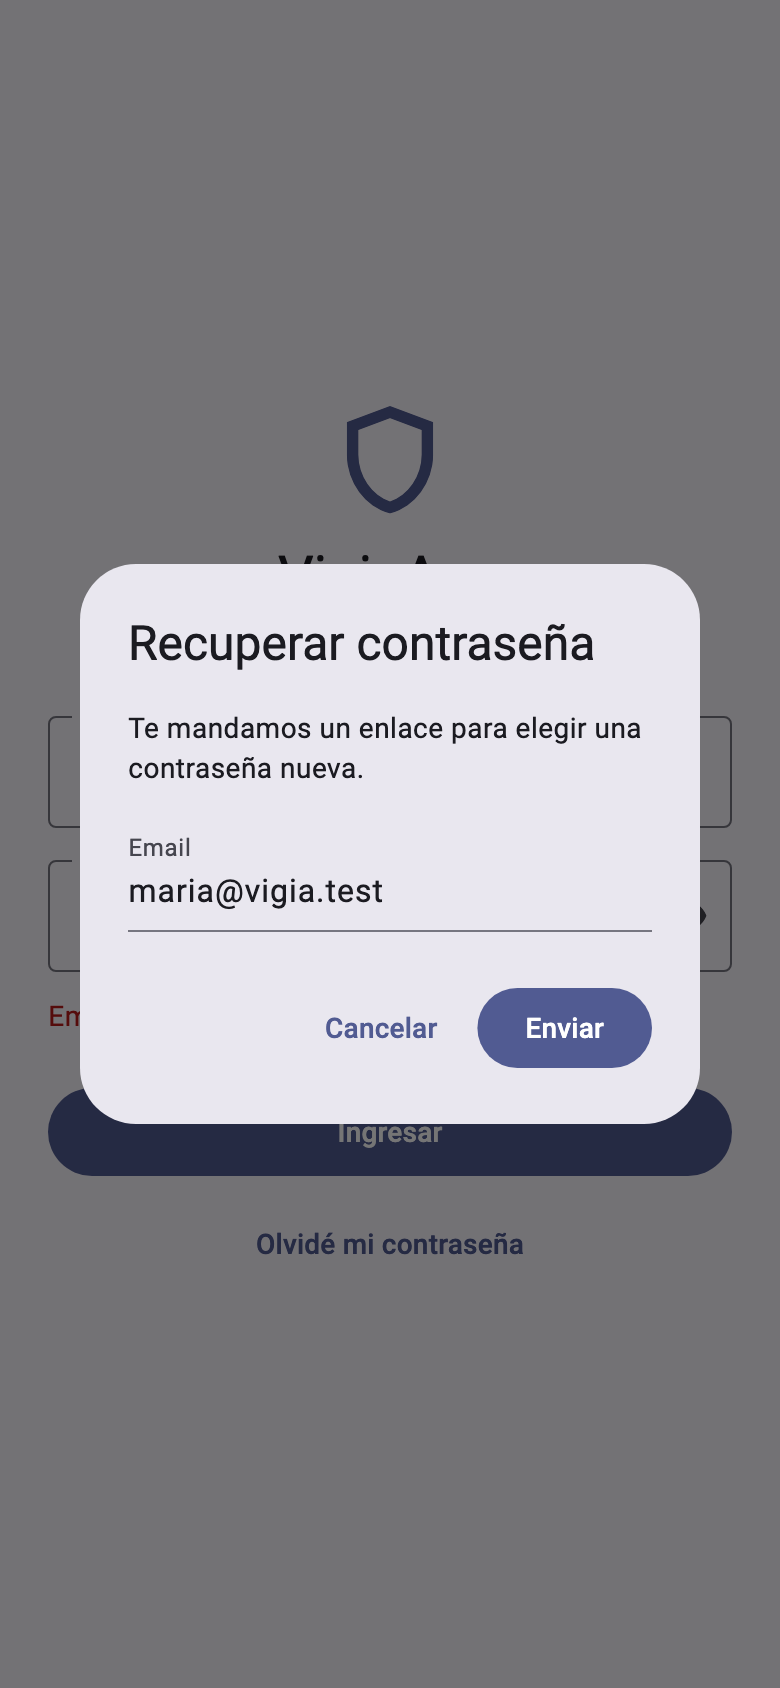 Recuperar contraseña
Te mandamos un enlace para elegir una
contraseña nueva.
Email
maria@vigia.test
Cancelar
Enviar
Ingresar
Olvidé mi contraseña